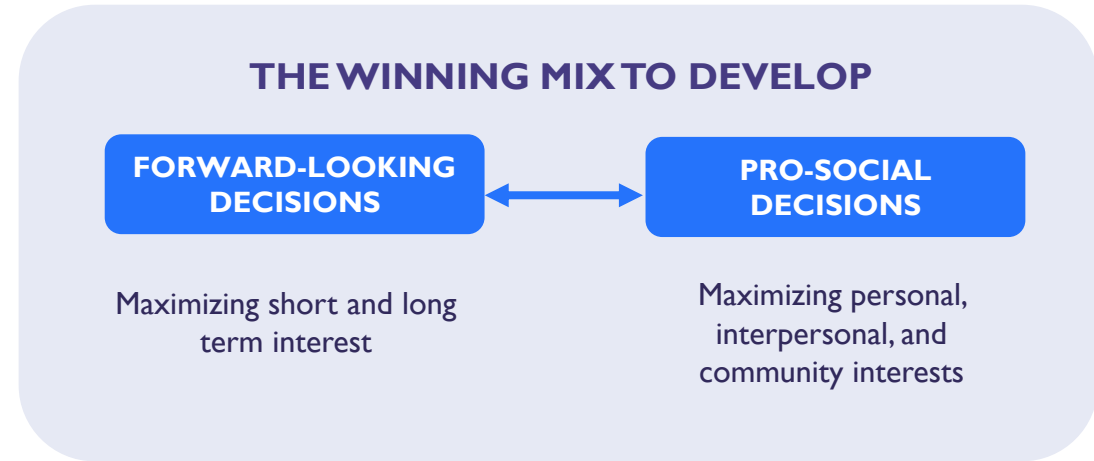 THE WINNING MIX TO DEVELOP
FORWARD-LOOKING
DECISIONS
PRO-SOCIAL
DECISIONS
Maximizing short and long
term interest
Maximizing personal,
interpersonal, and
community interests